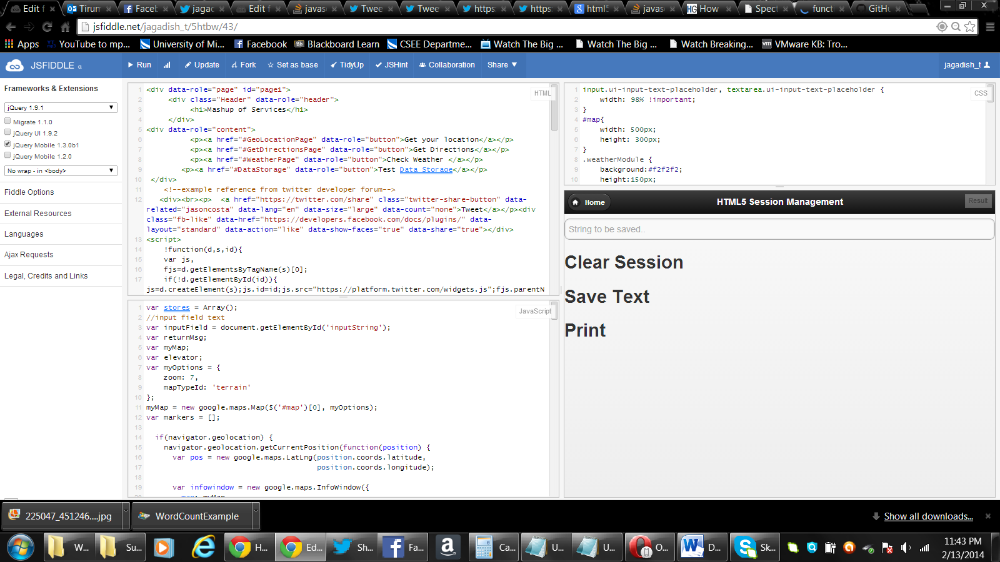 Edit f
Tirum
Faceb
jagac
Edit f
javas
Twee
Twee
https:
https:
html5
javas
HG How
Spect
funct
GitHu
jsfiddle.net/jagadish_t/5htbw/43/
Apps
YouTube to mp...
University of Mi...
Facebook
Bb Blackboard Learn
CSEE Departme...
Watch The Big ...
Watch The Big ...
Watch Breaking...
vm VMware KB: Tro...
JSFIDDLE α
Run
Update
Fork
Set as base
TidyUp
JSHint
Collaboration
Share
jagadish_t
Frameworks & Extensions
jQuery 1.9.1
Migrate 1.1.0
jQuery UI 1.9.2
jQuery Mobile 1.3.0b1
jQuery Mobile 1.2.0
No wrap - in <body>
Fiddle Options
External Resources
Languages
Ajax Requests
Legal, Credits and Links
HTML
1 <div data-role="page" id="page1">
2 <div class="Header" data-role="header">
3 <h1>Mashup of Services</h1>
4 </div>
5 <div data-role="content">
6 <p><a href="#GeoLocationPage" data-role="button">Get your location</a></p>
7 <p><a href="#GetDirectionsPage" data-role="button">Get Directions</a></p>
8 <p><a href="#WeatherPage" data-role="button">Check Weather </a></p>
9 <p><a href="#DataStorage" data-role="button">Test Data Storage</a></p>
10 </div>
11 <!--example reference from twitter developer forum-->
12 <div><br><p> <a href="https://twitter.com/share" class="twitter-share-button" data-
related="jasoncosta" data-lang="en" data-size="large" data-count="none">Tweet</a></p><div
class="fb-like" data-href="https://developers.facebook.com/docs/plugins/" data-
layout="standard" data-action="like" data-show-faces="true" data-share="true"></div>
13 <script>
14 !function(d,s,id){
15 var js,
16 fjs=d.getElementsByTagName(s)[0];
17 if(!d.getElementById(id)){
js=d.createElement(s);js.id=id;js.src="https://platform.twitter.com/widgets.js";fjs.parentN
JavaScript
1 var stores = Array();
2 //input field text
3 var inputField = document.getElementById('inputString');
4 var returnMsg;
5 var myMap;
6 var elevator;
7 var myOptions = {
8 zoom: 7,
9 mapTypeId: 'terrain'
10 };
11 myMap = new google.maps.Map($('#map')[0], myOptions);
12 var markers = [];
13
14 if(navigator.geolocation) {
15 navigator.geolocation.getCurrentPosition(function(position) {
16 var pos = new google.maps.LatLng(position.coords.latitude,
17 position.coords.longitude);
18
19 var infowindow = new google.maps.InfoWindow({
CSS
1 input.ui-input-text-placeholder, textarea.ui-input-text-placeholder {
2 width: 98% !important;
3 }
4 #map{
5 width: 500px;
6 height: 300px;
7 }
8 .weatherModule {
9 background:#f2f2f2;
10 height:150px;
Home
HTML5 Session Management
Result
String to be saved..
Clear Session
Save Text
Print
225047_451246....jpg
WordCountExample
Show all downloads...
W...
Su...
H...
Ed...
Sh...
Fa...
a
Ca...
U...
U...
O...
D...
Sk...
11:43 PM
2/13/2014